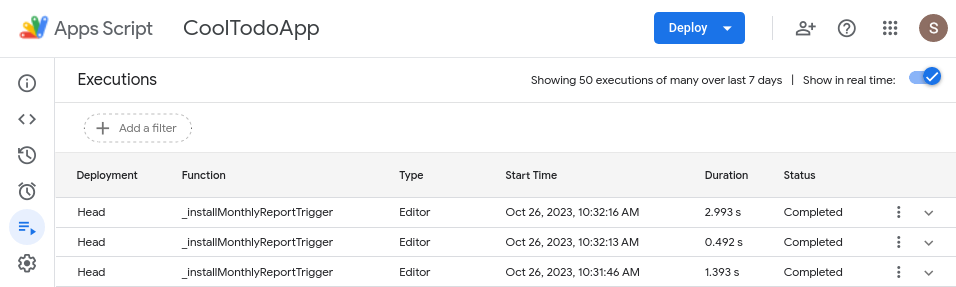 Apps Script CoolTodoApp Deploy S
Executions Showing 50 executions of many over last 7 days | Show in real time:
Add a filter
Deployment Function Type Start Time Duration Status
Head _installMonthlyReportTrigger Editor Oct 26, 2023, 10:32:16 AM 2.993 s Completed
Head _installMonthlyReportTrigger Editor Oct 26, 2023, 10:32:13 AM 0.492 s Completed
Head _installMonthlyReportTrigger Editor Oct 26, 2023, 10:31:46 AM 1.393 s Completed